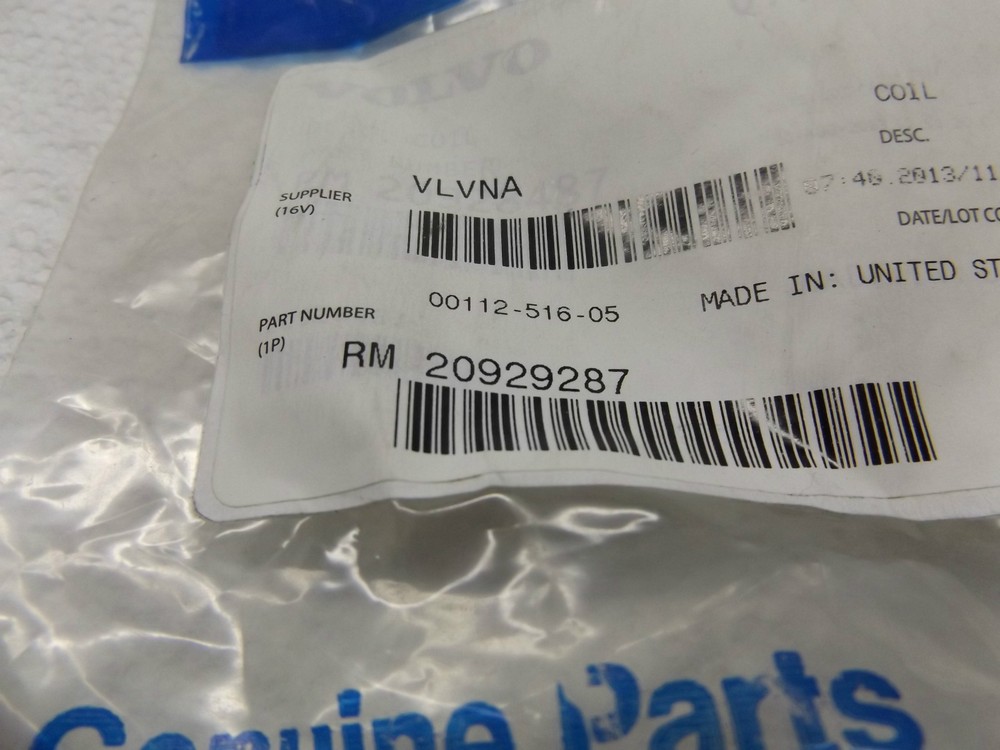 COIL
DESC.
SUPPLIER
(16V)
VLVNA
07:40.2013/11
DATE/LOT CO
00112-516-05
MADE IN: UNITED ST
PART NUMBER
(1P)
RM 20929287
Genuine Parts